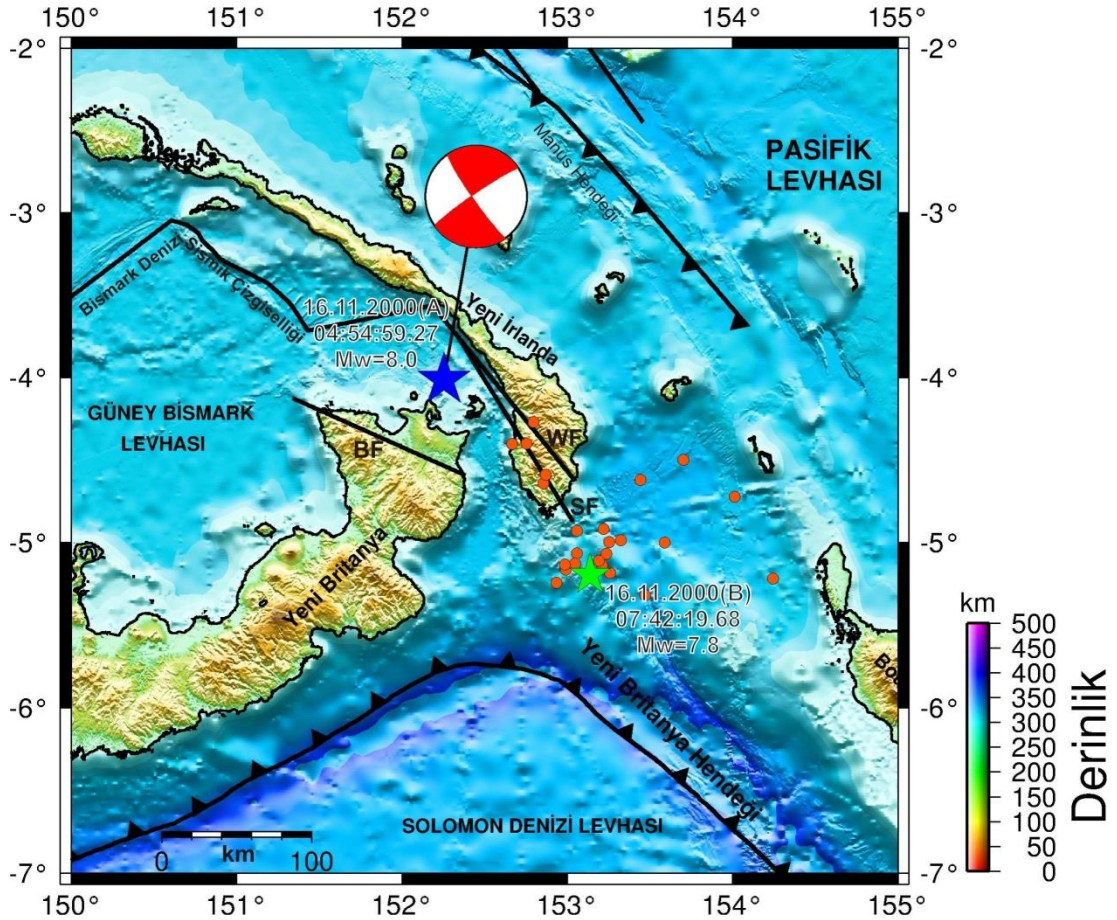 150° 151° 152° 153° 154° 155°
-2° -2°
Manus Hendeği
PASİFİK
LEVHASI
-3° -3°
Bismark Denizi Sismik Çizgiselliği
16.11.2000(A)
04:54:59.27
Mw=8.0
Yeni İrlanda
-4° -4°
GÜNEY BİSMARK
LEVHASI
BF
WF
SF
-5° -5°
Yeni Britanya
16.11.2000(B)
07:42:19.68
Mw=7.8
Yeni Britanya Hendeği
Bou
-6° -6°
SOLOMON DENİZİ LEVHASI
0 km 100
-7° -7°
150° 151° 152° 153° 154° 155°
km
500
450
400
350
300
250
200
150
100
50
0
Derinlik